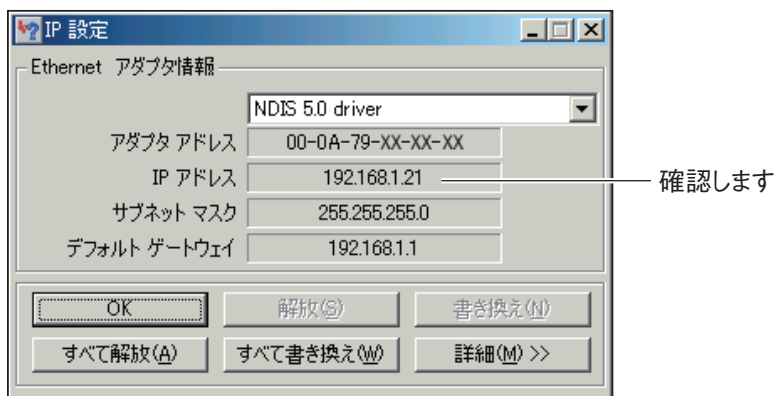 IP 設定
Ethernet アダプタ情報
NDIS 5.0 driver
アダプタ アドレス 00-0A-79-XX-XX-XX
IP アドレス 192.168.1.21 確認します
サブネット マスク 255.255.255.0
デフォルト ゲートウェイ 192.168.1.1
OK 解放(S) 書き換え(N)
すべて解放(A) すべて書き換え(W) 詳細(M) >>